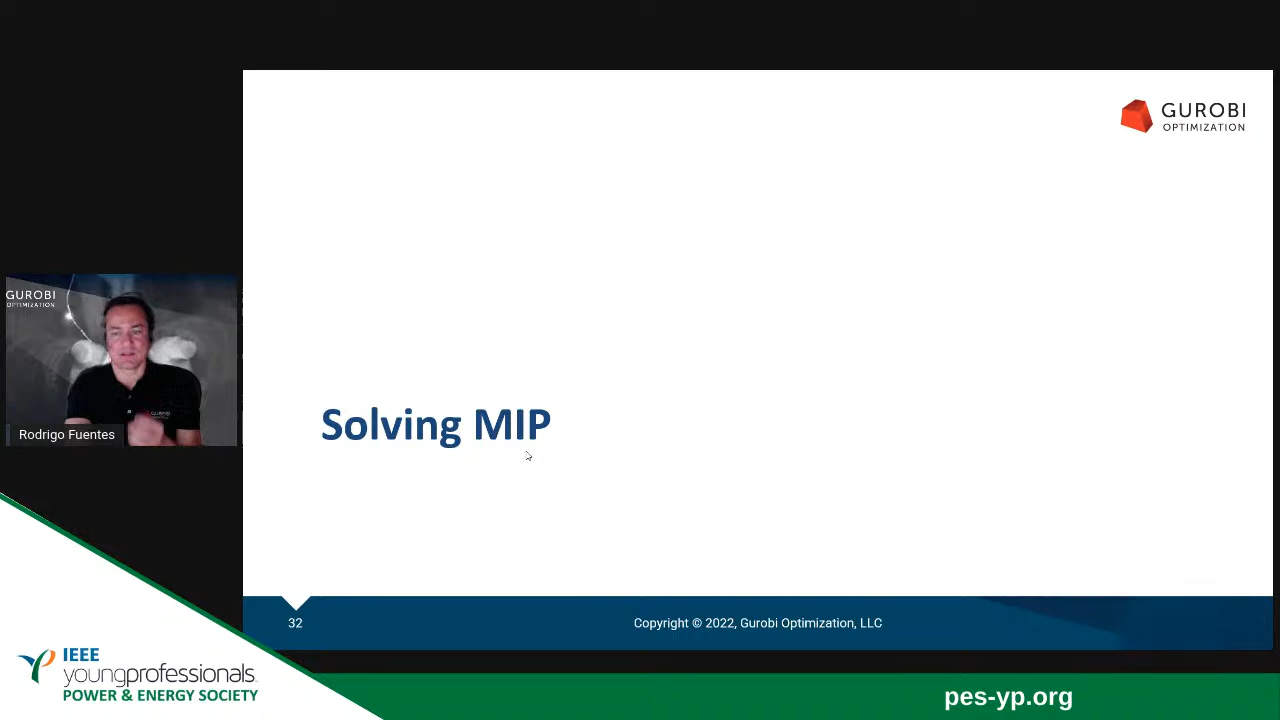 GUROBI
OPTIMIZATION
GUROBI
OPTIMIZATION
Rodrigo Fuentes
Solving MIP
32
Copyright © 2022, Gurobi Optimization, LLC
IEEE
youngprofessionals
POWER & ENERGY SOCIETY
pes-yp.org